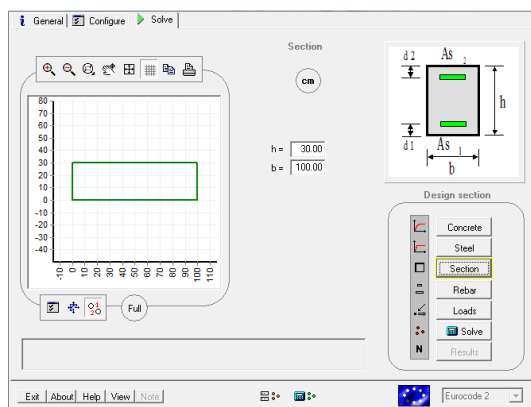 General Configure Solve
Section
cm
h = 30.00
b = 100.00
80
70
60
50
40
30
20
10
0
-10
-20
-30
-40
-10 0 10 20 30 40 50 60 70 80 90 100 110
Full
d 2 As 2
h
d 1 As 1
b
Design section
Concrete
Steel
Section
Rebar
Loads
Solve
N Results
Exit About Help View Note
Eurocode 2